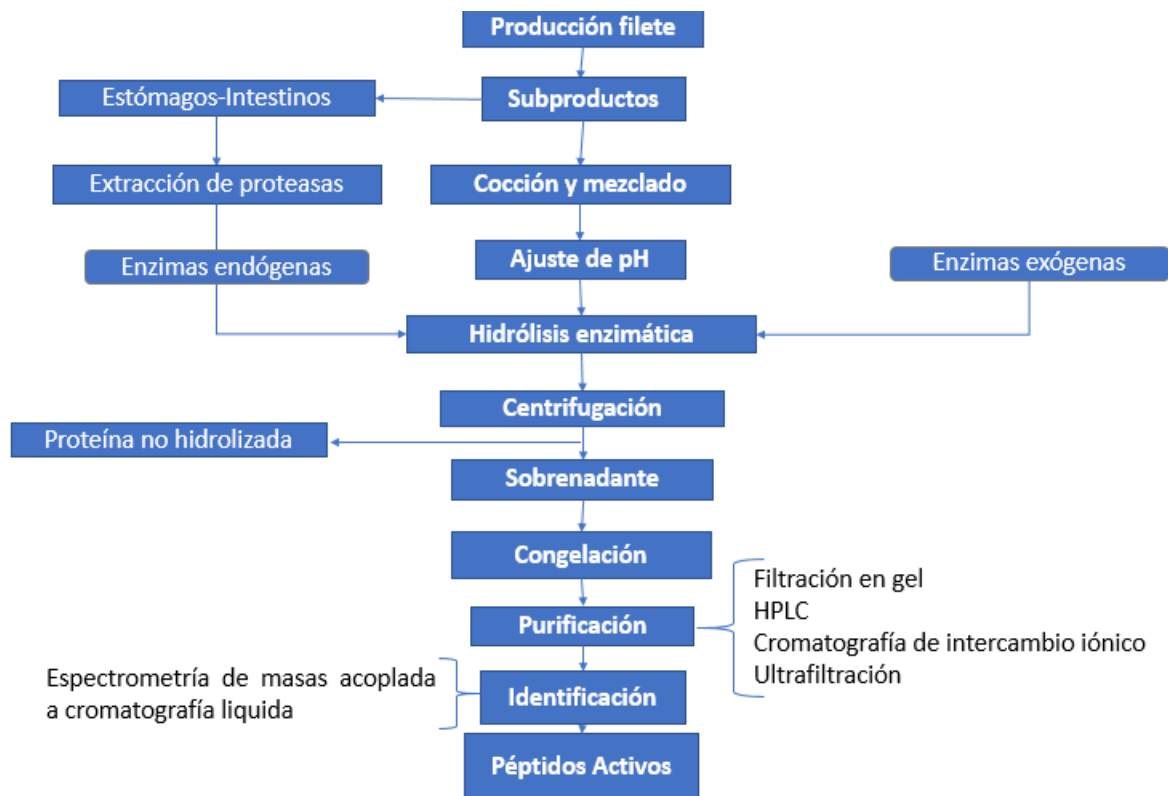 Producción filete
Estómagos-Intestinos
Subproductos
Extracción de proteasas
Cocción y mezclado
Enzimas endógenas
Ajuste de pH
Enzimas exógenas
Hidrólisis enzimática
Centrifugación
Proteína no hidrolizada
Sobrenadante
Congelación
Purificación
Filtración en gel
HPLC
Cromatografía de intercambio iónico
Ultrafiltración
Espectrometría de masas acoplada
a cromatografía liquida
Identificación
Péptidos Activos